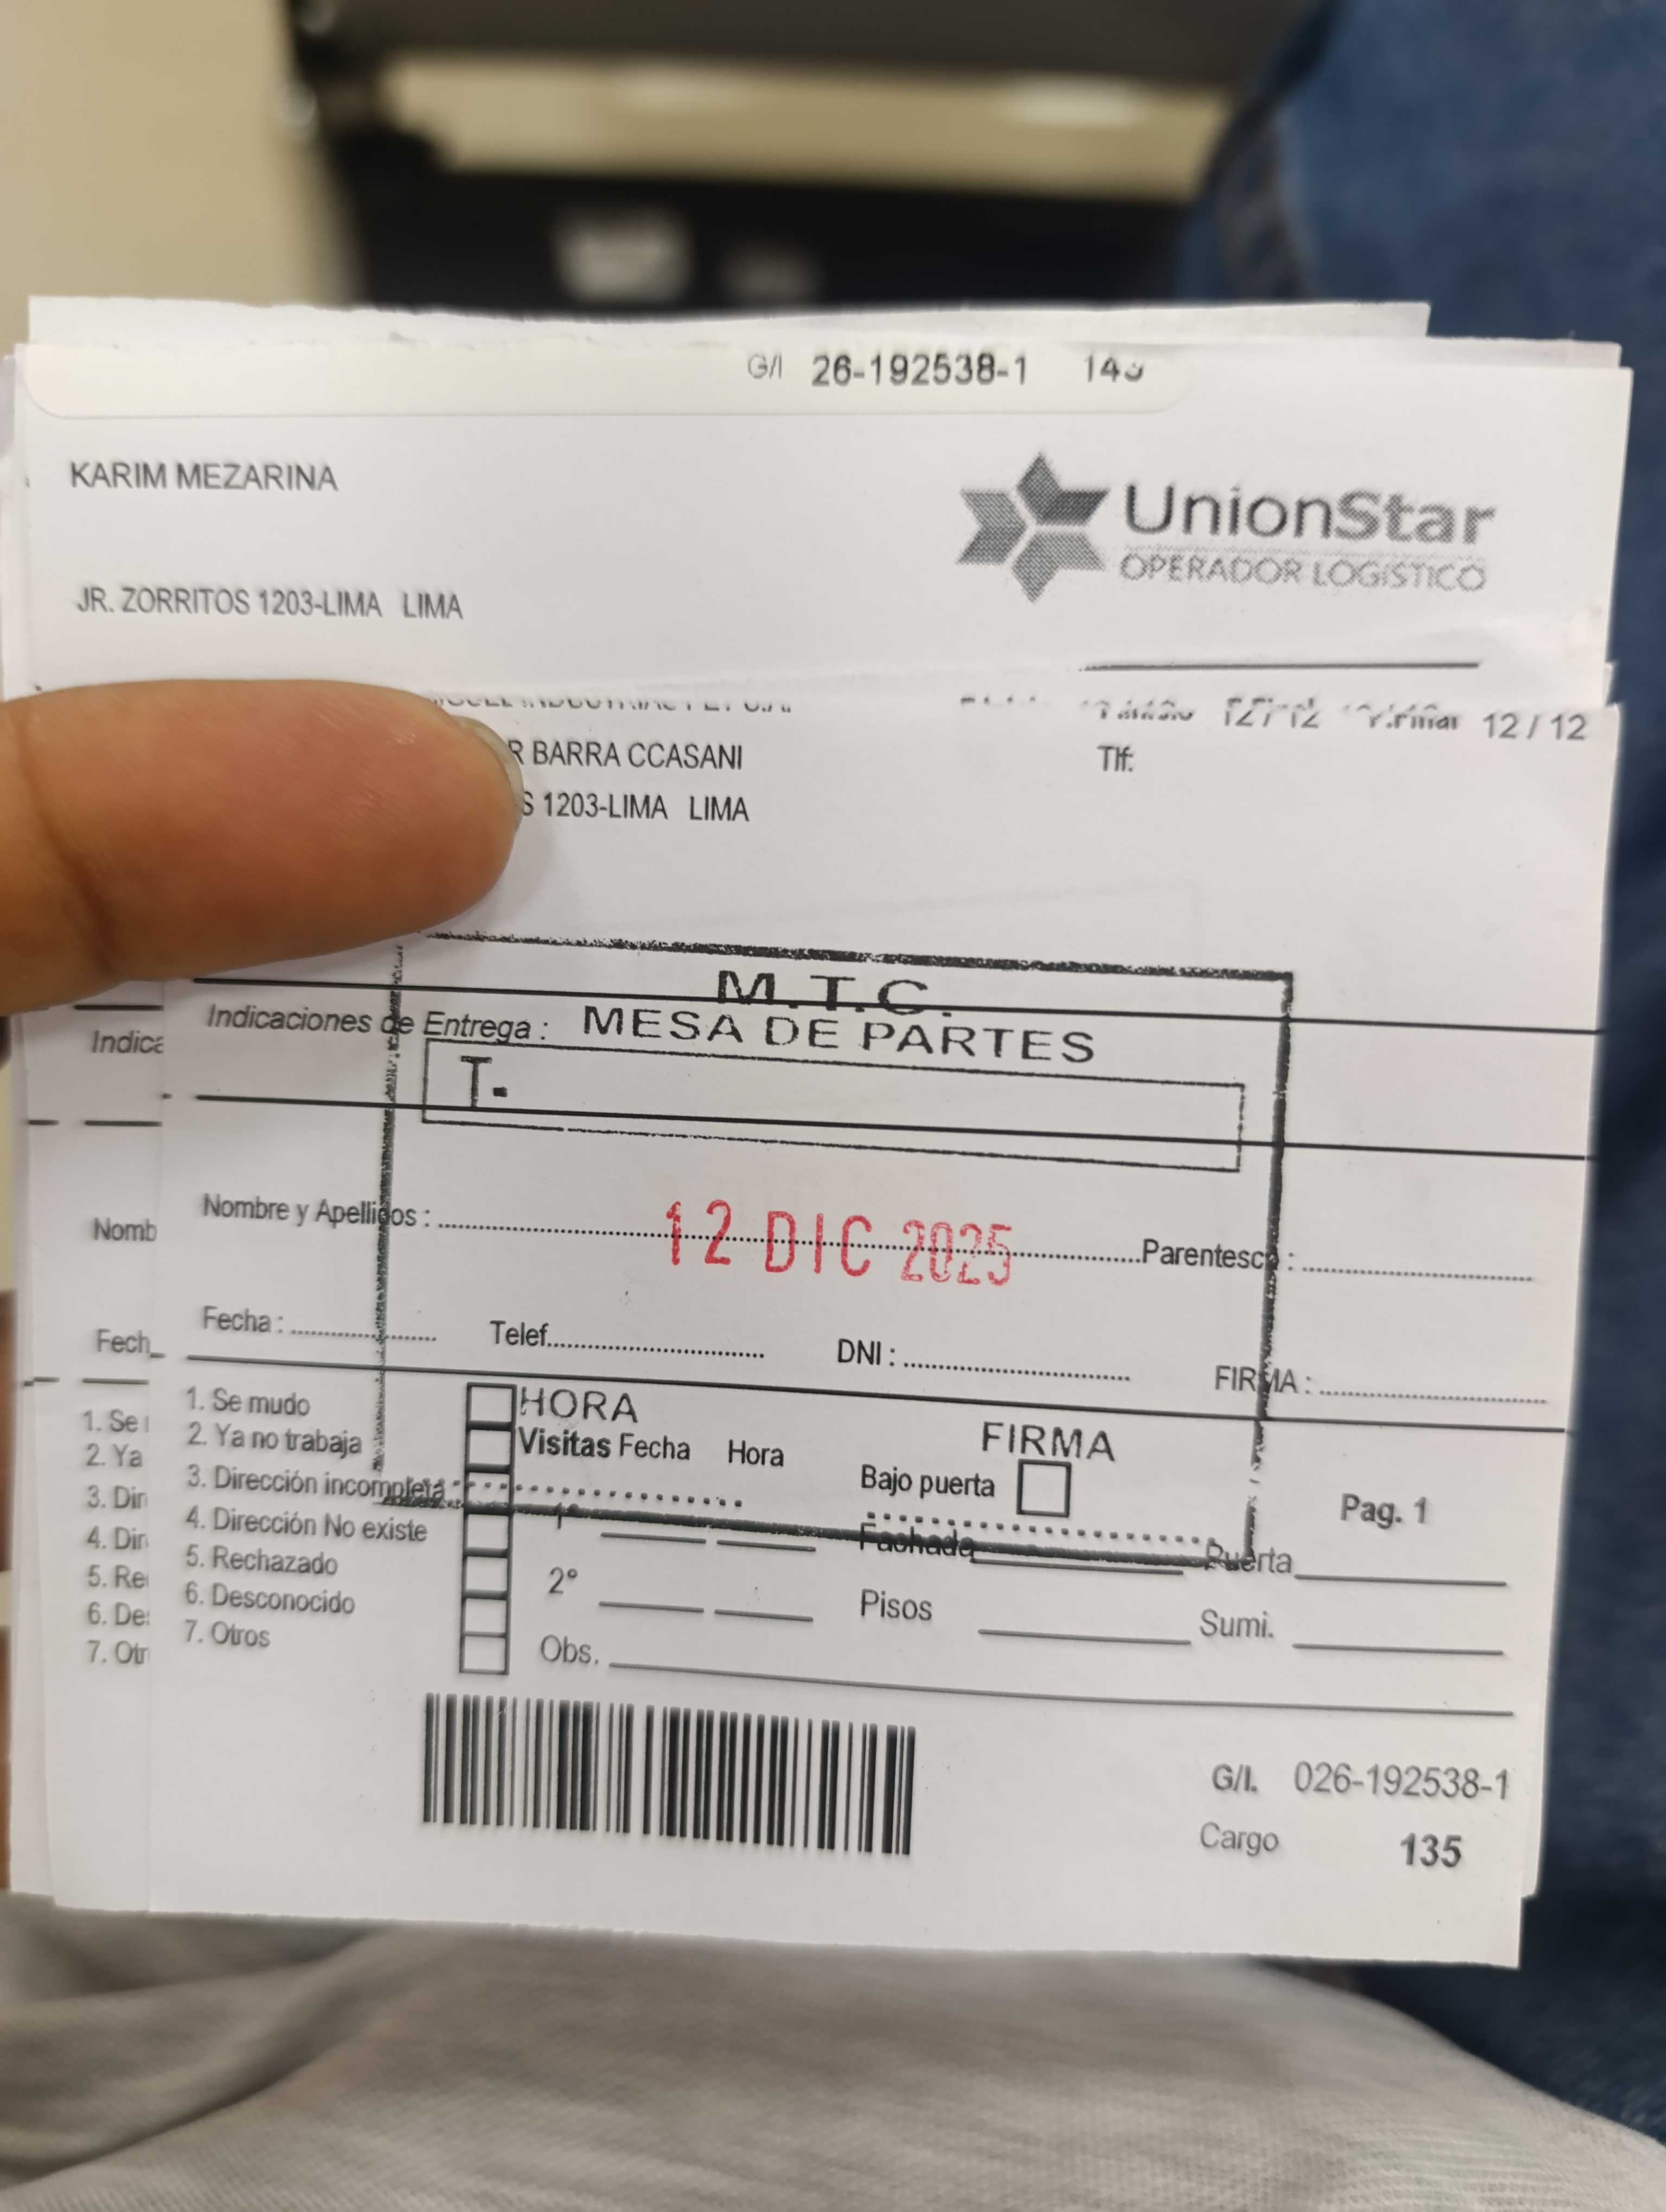 G/I 26-192538-1
KARIM MEZARINA
UnionStar
OPERADOR LOGISTICO
JR. ZORRITOS 1203-LIMA LIMA
12/12 12/12
R BARRA CCASANI
Tlf:
S 1203-LIMA LIMA
M.T.C.
Indicaciones de Entrega : MESA DE PARTES
T.
Nombre y Apellidos : Parentesco :
12 DIC 2025
Fecha : Telef. DNI : FIRMA :
1. Se mudo
HORA
2. Ya no trabaja
Visitas Fecha Hora
FIRMA
3. Dirección incompleta
Bajo puerta
Pag. 1
4. Dirección No existe
1°
Fachada
Puerta
5. Rechazado
2°
Pisos
Sumi.
6. Desconocido
7. Otros
Obs.
G/I. 026-192538-1
Cargo 135
Indica
Nomb
Fech
1. Se
2. Ya
3. Dir
4. Dir
5. Re
6. De
7. Otr